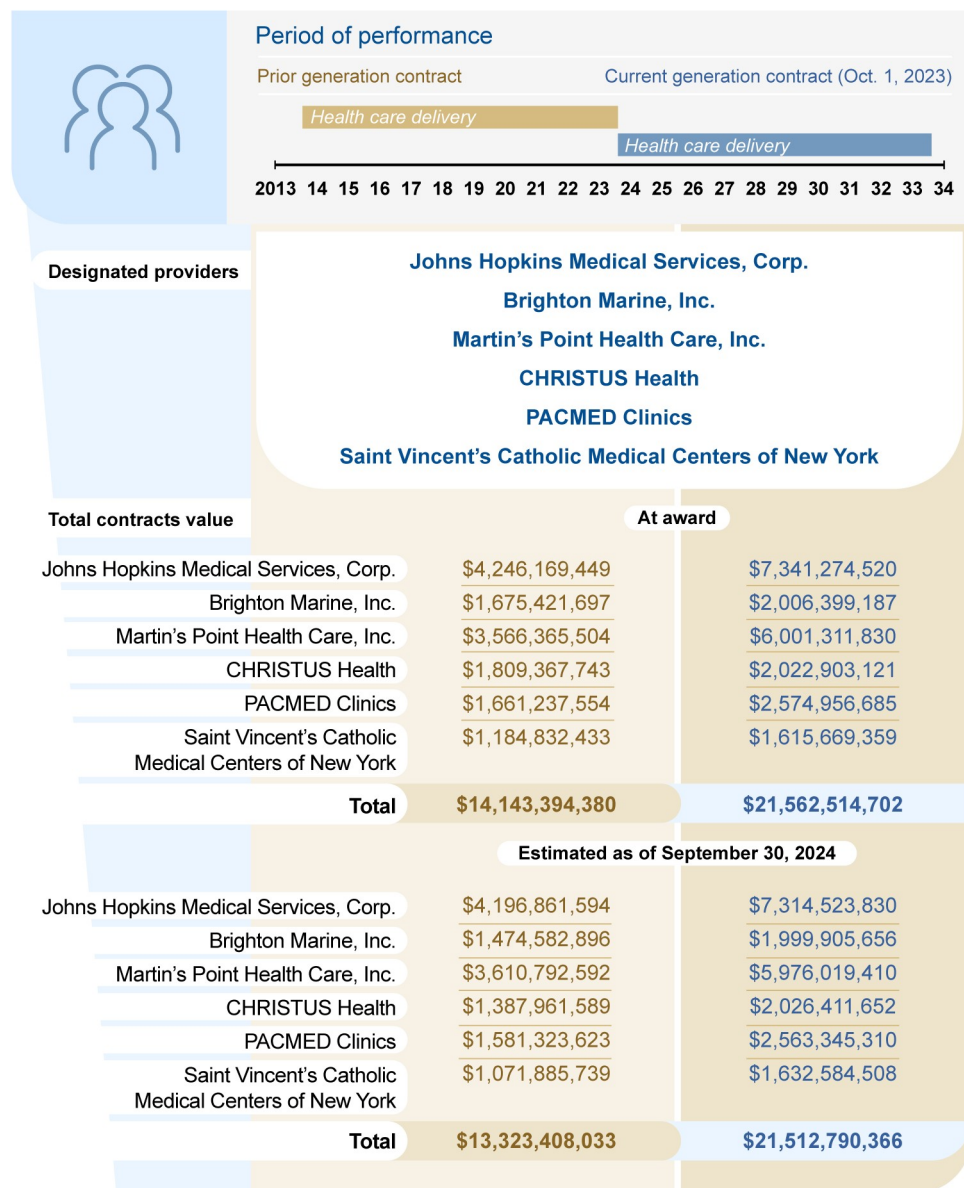 Period of performance
Prior generation contract Current generation contract (Oct. 1, 2023)
Health care delivery
Health care delivery
2013 14 15 16 17 18 19 20 21 22 23 24 25 26 27 28 29 30 31 32 33 34
Designated providers
Johns Hopkins Medical Services, Corp.
Brighton Marine, Inc.
Martin’s Point Health Care, Inc.
CHRISTUS Health
PACMED Clinics
Saint Vincent’s Catholic Medical Centers of New York
Total contracts value At award
Johns Hopkins Medical Services, Corp. $4,246,169,449 $7,341,274,520
Brighton Marine, Inc. $1,675,421,697 $2,006,399,187
Martin’s Point Health Care, Inc. $3,566,365,504 $6,001,311,830
CHRISTUS Health $1,809,367,743 $2,022,903,121
PACMED Clinics $1,661,237,554 $2,574,956,685
Saint Vincent’s Catholic $1,184,832,433 $1,615,669,359
Medical Centers of New York
Total $14,143,394,380 $21,562,514,702
Estimated as of September 30, 2024
Johns Hopkins Medical Services, Corp. $4,196,861,594 $7,314,523,830
Brighton Marine, Inc. $1,474,582,896 $1,999,905,656
Martin’s Point Health Care, Inc. $3,610,792,592 $5,976,019,410
CHRISTUS Health $1,387,961,589 $2,026,411,652
PACMED Clinics $1,581,323,623 $2,563,345,310
Saint Vincent’s Catholic $1,071,885,739 $1,632,584,508
Medical Centers of New York
Total $13,323,408,033 $21,512,790,366